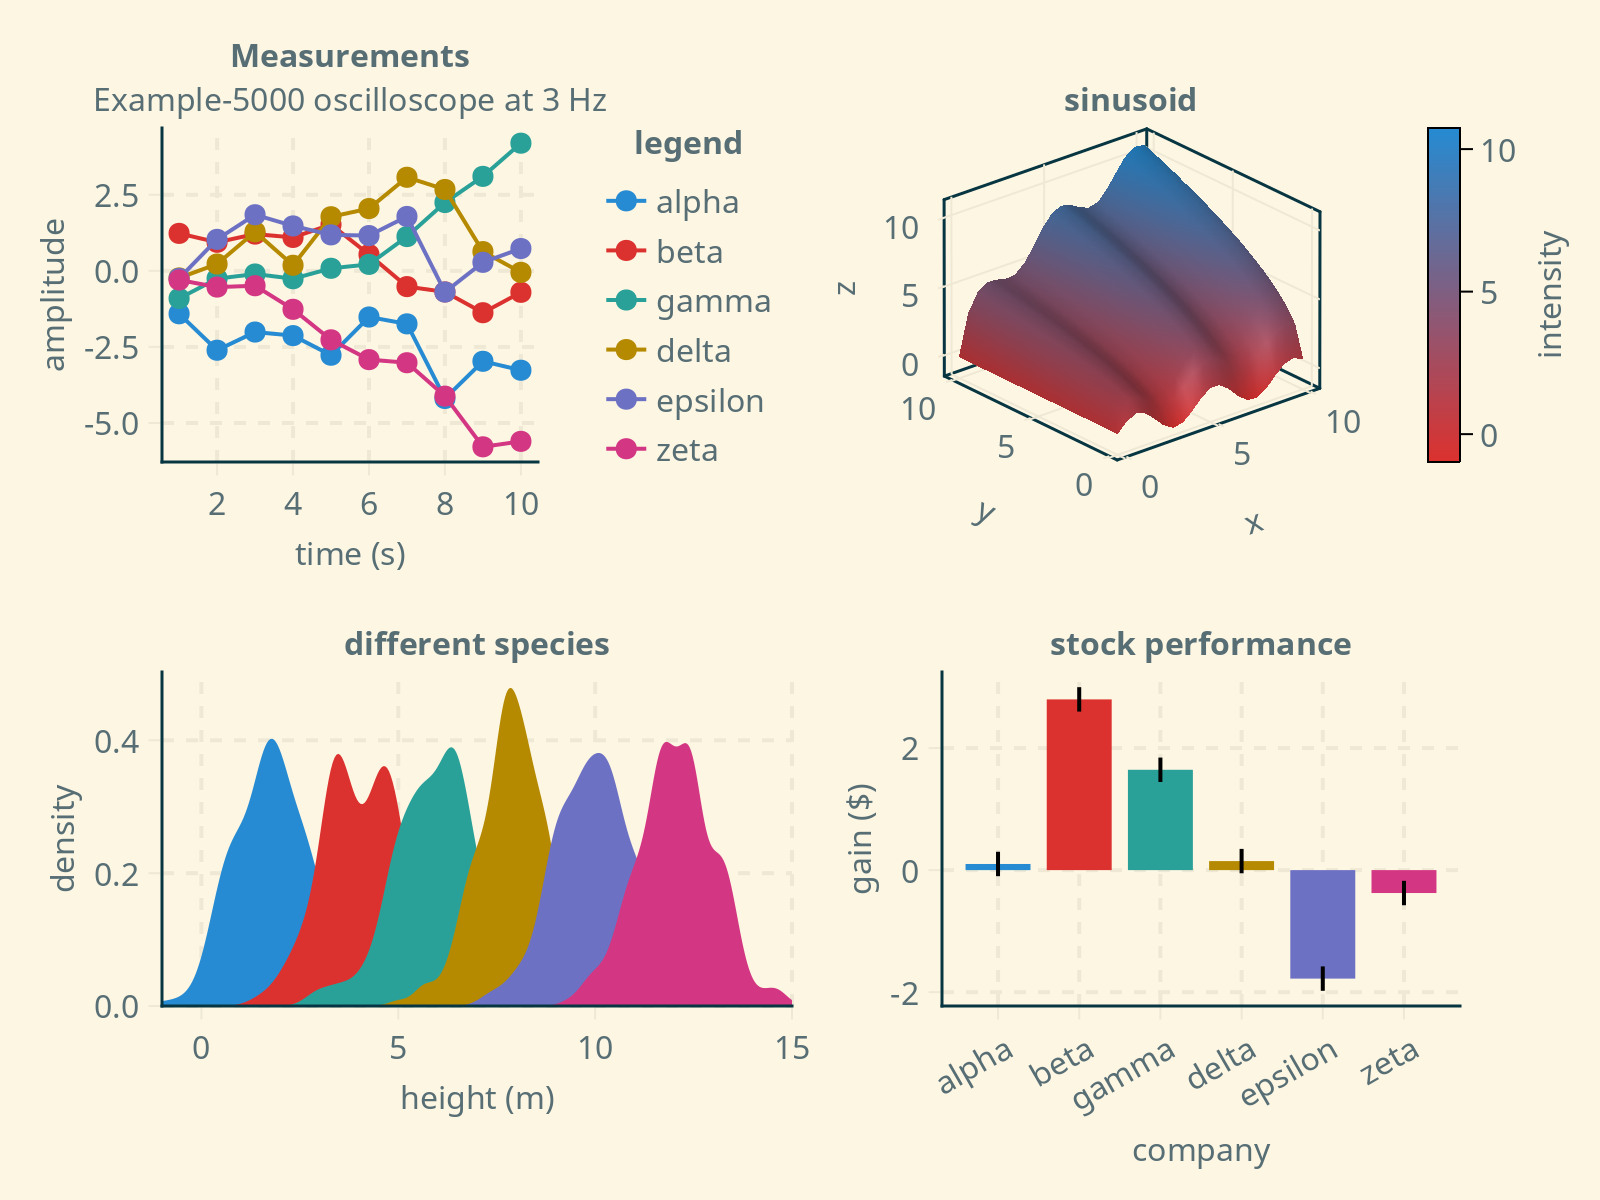 Measurements
Example-5000 oscilloscope at 3 Hz
amplitude
2.5
0.0
-2.5
-5.0
2 4 6 8 10
time (s)
legend
alpha
beta
gamma
delta
epsilon
zeta
sinusoid
z
10
5
0
10 5 0
y
0 5 10
x
10
5
0
intensity
different species
density
0.4
0.2
0.0
0 5 10 15
height (m)
stock performance
gain ($)
2
0
-2
alpha beta gamma delta epsilon zeta
company